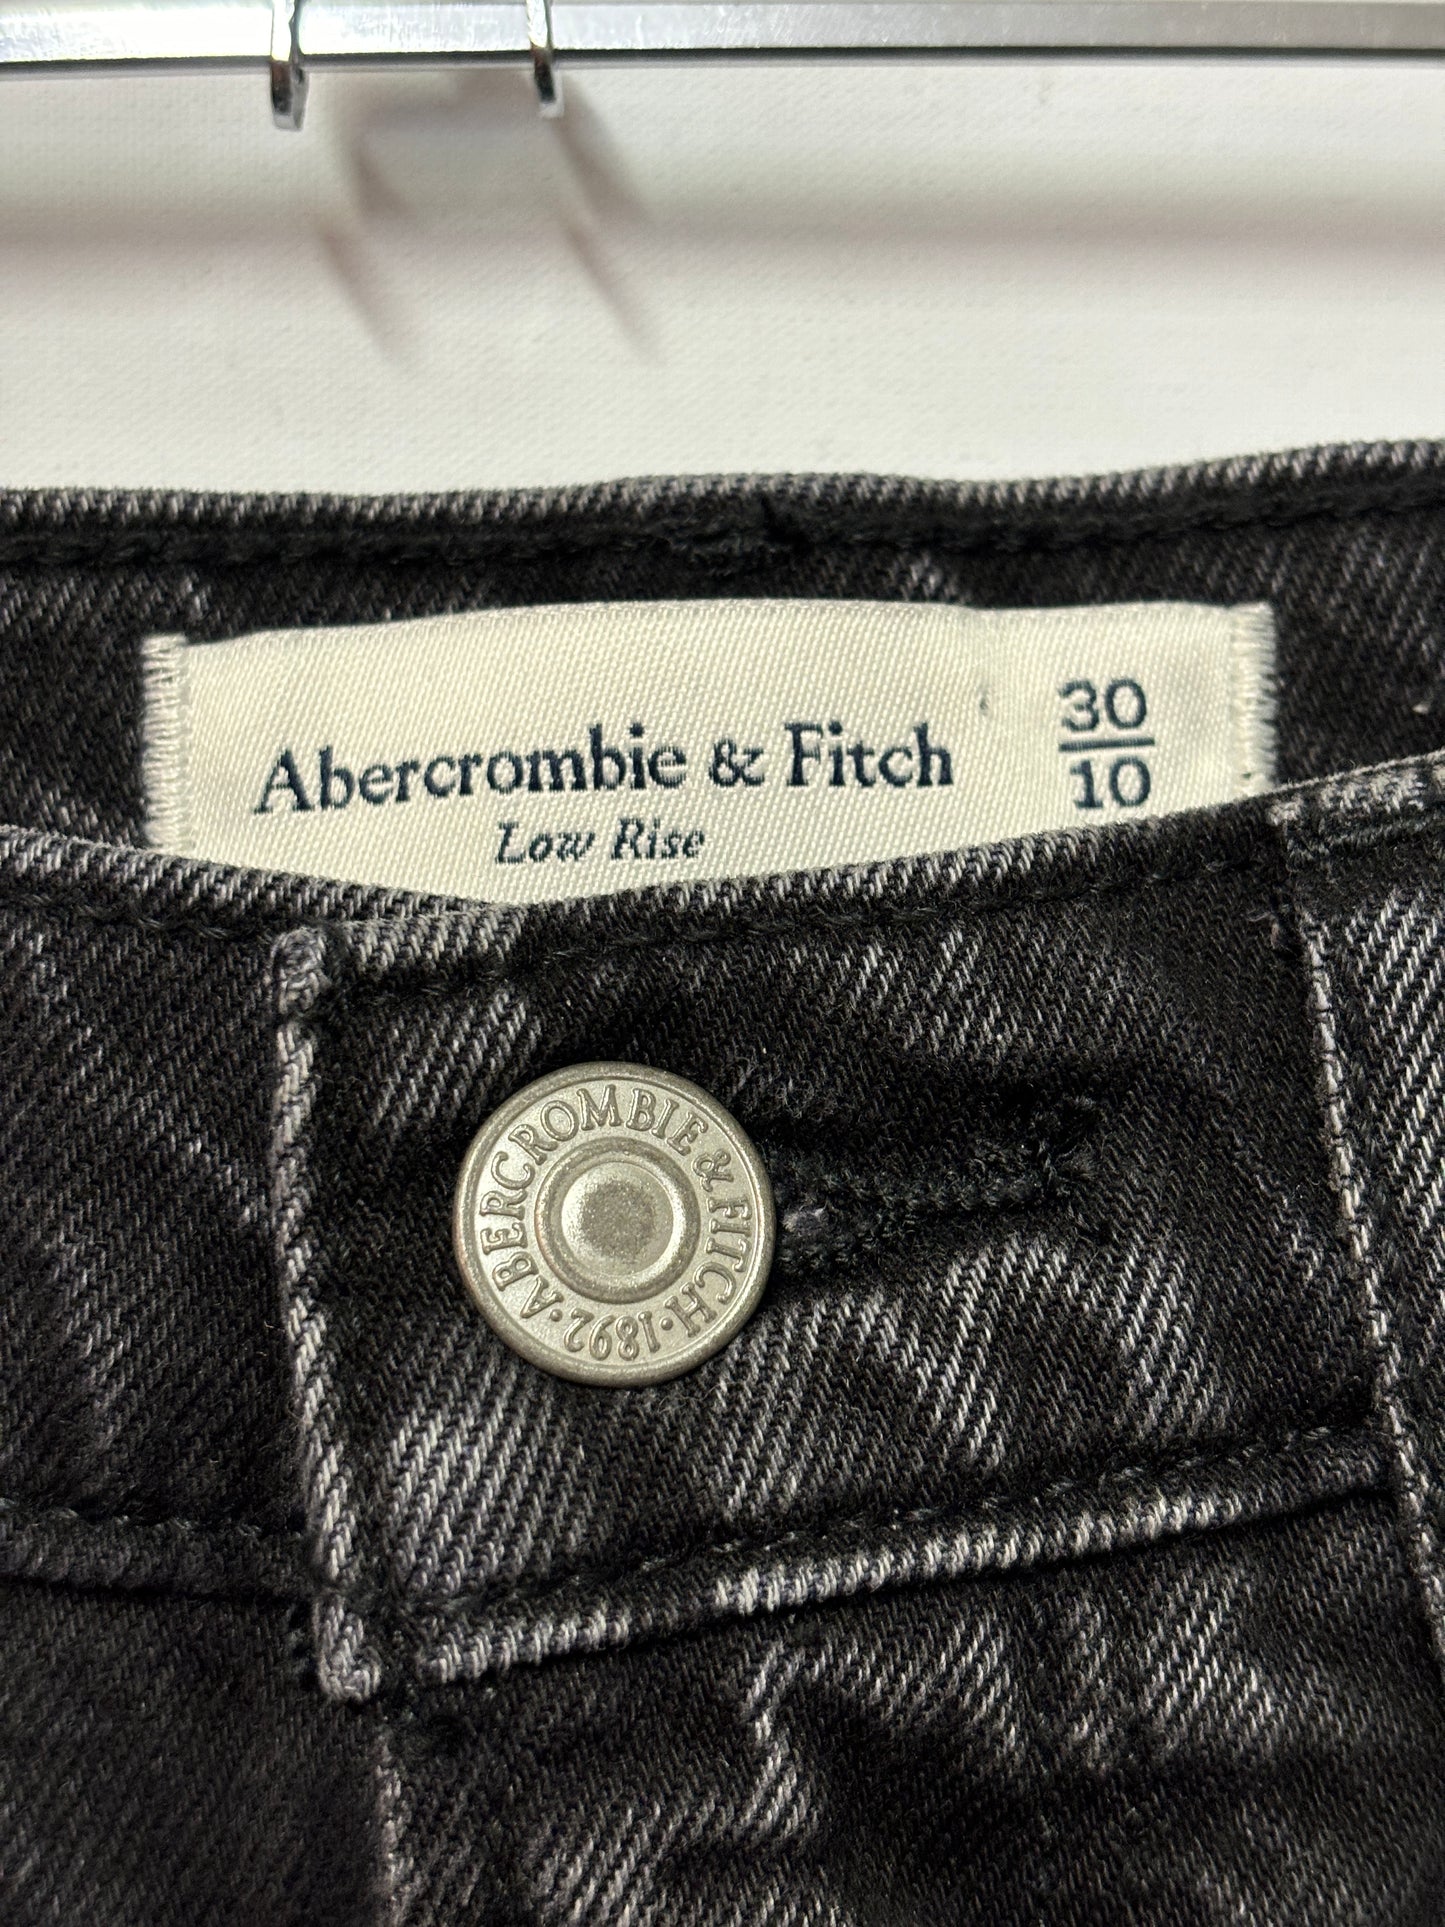 Abercrombie & Fitch
Low Rise
30
10
ABERCROMBIE & FITCH · 1892 ·